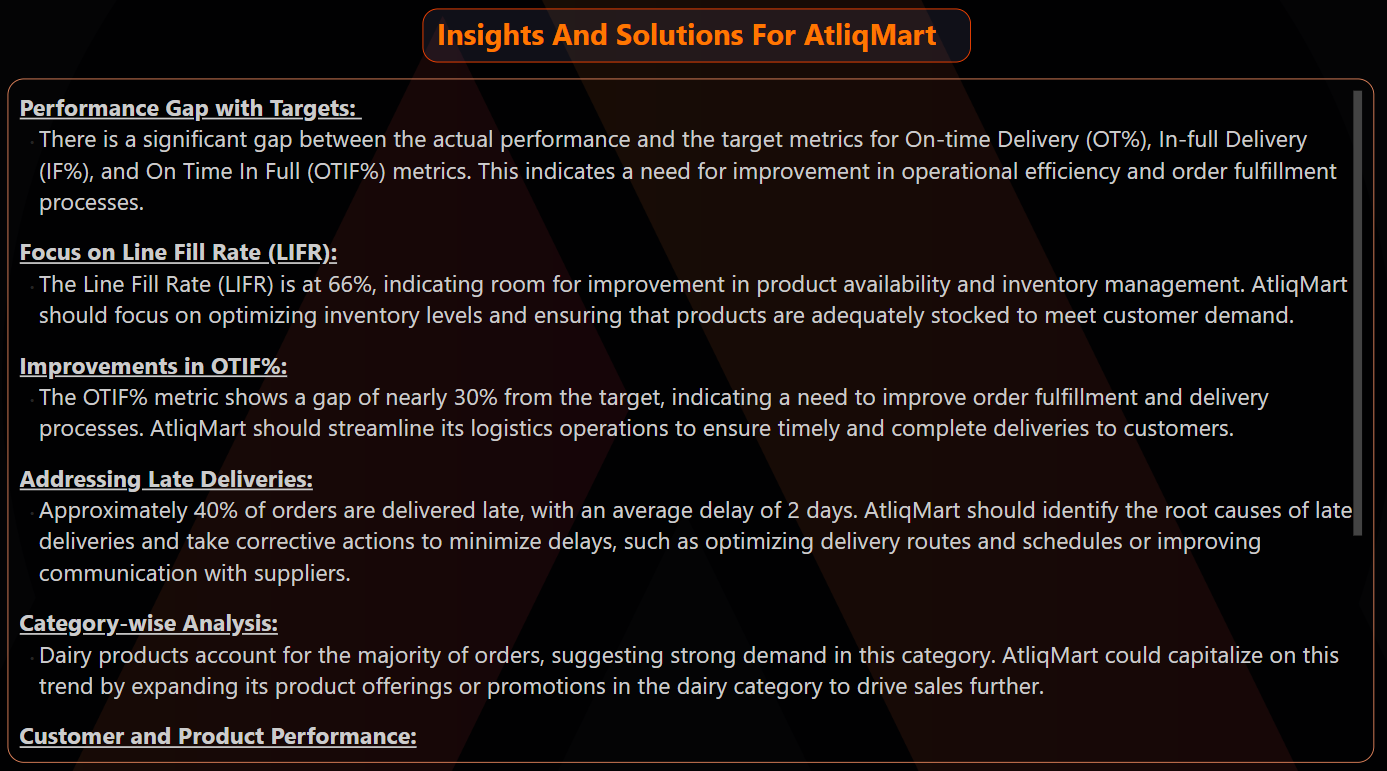 Insights And Solutions For AtliqMart
Performance Gap with Targets:
There is a significant gap between the actual performance and the target metrics for On-time Delivery (OT%), In-full Delivery
(IF%), and On Time In Full (OTIF%) metrics. This indicates a need for improvement in operational efficiency and order fulfillment
processes.
Focus on Line Fill Rate (LIFR):
The Line Fill Rate (LIFR) is at 66%, indicating room for improvement in product availability and inventory management. AtliqMart
should focus on optimizing inventory levels and ensuring that products are adequately stocked to meet customer demand.
Improvements in OTIF%:
The OTIF% metric shows a gap of nearly 30% from the target, indicating a need to improve order fulfillment and delivery
processes. AtliqMart should streamline its logistics operations to ensure timely and complete deliveries to customers.
Addressing Late Deliveries:
Approximately 40% of orders are delivered late, with an average delay of 2 days. AtliqMart should identify the root causes of late
deliveries and take corrective actions to minimize delays, such as optimizing delivery routes and schedules or improving
communication with suppliers.
Category-wise Analysis:
Dairy products account for the majority of orders, suggesting strong demand in this category. AtliqMart could capitalize on this
trend by expanding its product offerings or promotions in the dairy category to drive sales further.
Customer and Product Performance: